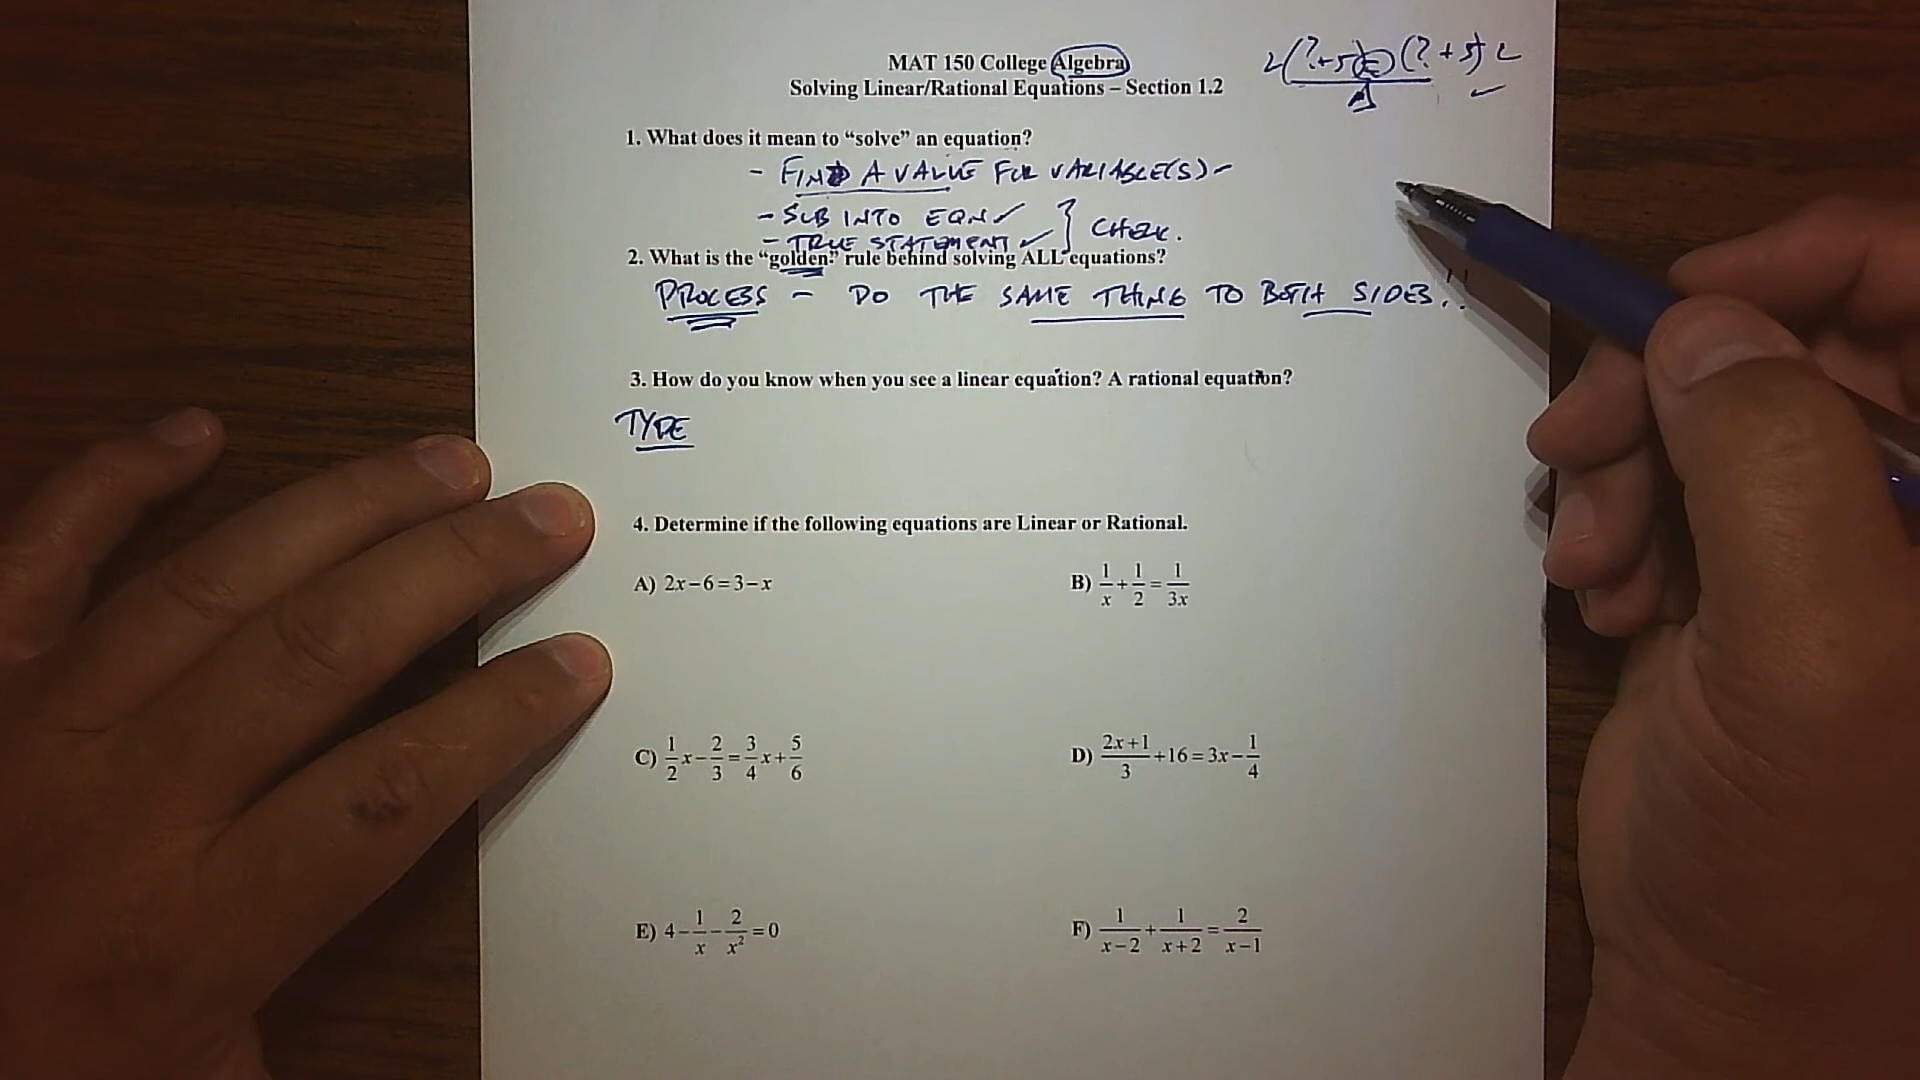 MAT 150 College Algebra
Solving Linear/Rational Equations – Section 1.2
2(?+5)=(?+5)2
1. What does it mean to “solve” an equation?
- FIND A VALUE FOR VARIABLE(S) -
- SUB INTO EQN ✓
- TRUE STATEMENT ✓ } CHECK.
2. What is the “golden” rule behind solving ALL equations?
PROCESS - DO THE SAME THING TO BOTH SIDES!!
3. How do you know when you see a linear equation? A rational equation?
TYPE
4. Determine if the following equations are Linear or Rational.
A) 2x – 6 = 3 – x
B) 1/x + 1/2 = 1/3x
C) 1/2 x – 2/3 = 3/4 x + 5/6
D) 2x+1/3 + 16 = 3x – 1/4
E) 4 – 1/x – 2/x² = 0
F) 1/x–2 + 1/x+2 = 2/x–1